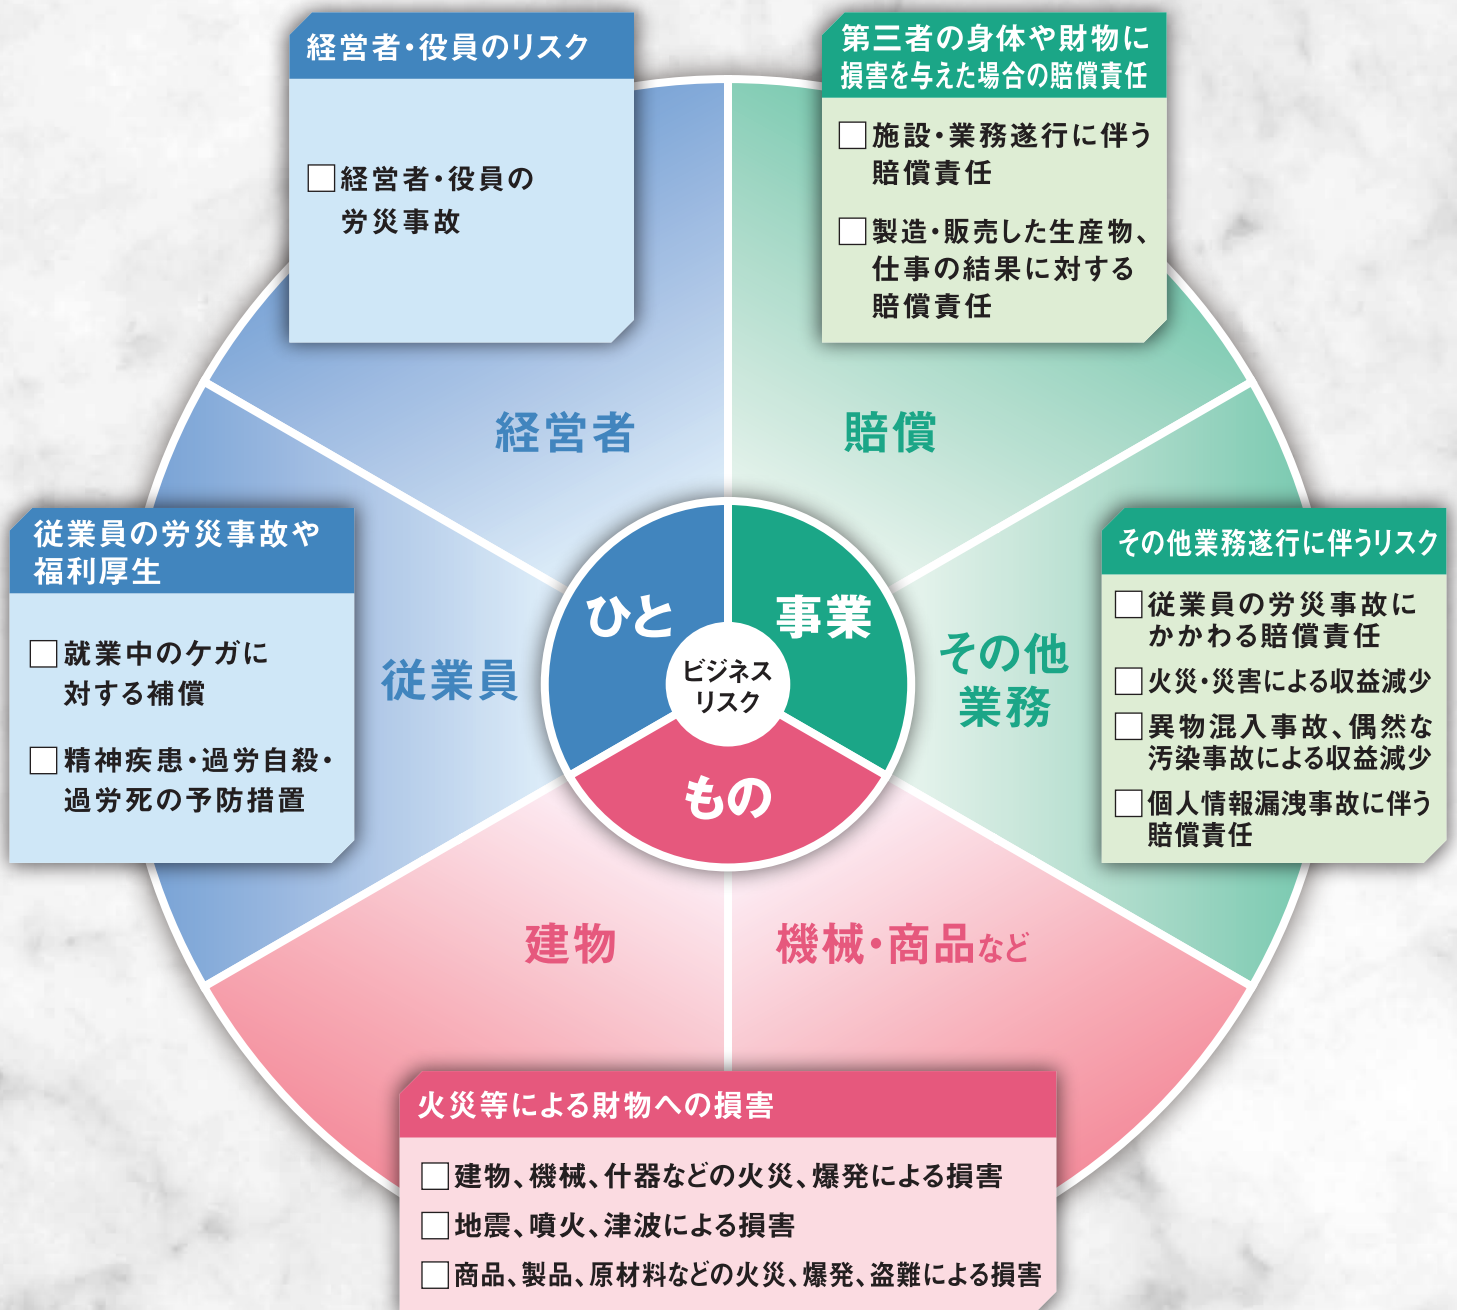 経営者・役員のリスク
□経営者・役員の
労災事故
第三者の身体や財物に
損害を与えた場合の賠償責任
□施設・業務遂行に伴う
賠償責任
□製造・販売した生産物、
仕事の結果に対する
賠償責任
経営者
賠償
従業員の労災事故や
福利厚生
□就業中のケガに
対する補償
□精神疾患・過労自殺・
過労死の予防措置
従業員
ひと
事業
ビジネス
リスク
もの
その他
業務
その他業務遂行に伴うリスク
□従業員の労災事故に
かかわる賠償責任
□火災・災害による収益減少
□異物混入事故、偶然な
汚染事故による収益減少
□個人情報漏洩事故に伴う
賠償責任
建物
機械・商品など
火災等による財物への損害
□建物、機械、什器などの火災、爆発による損害
□地震、噴火、津波による損害
□商品、製品、原材料などの火災、爆発、盗難による損害